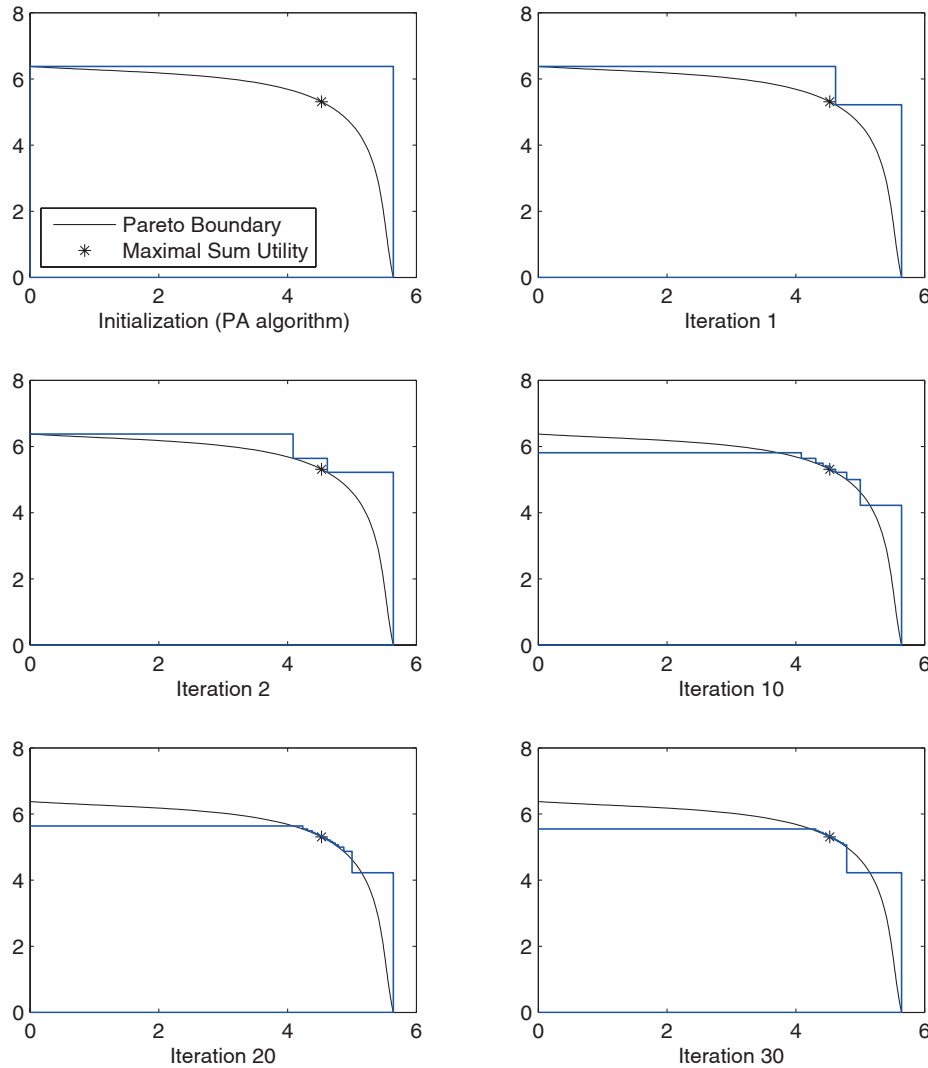 8
6
4
2
0
Pareto Boundary
Maximal Sum Utility
0 2 4 6
Initialization (PA algorithm)
8
6
4
2
0
0 2 4 6
Iteration 1
8
6
4
2
0
0 2 4 6
Iteration 2
8
6
4
2
0
0 2 4 6
Iteration 10
8
6
4
2
0
0 2 4 6
Iteration 20
8
6
4
2
0
0 2 4 6
Iteration 30